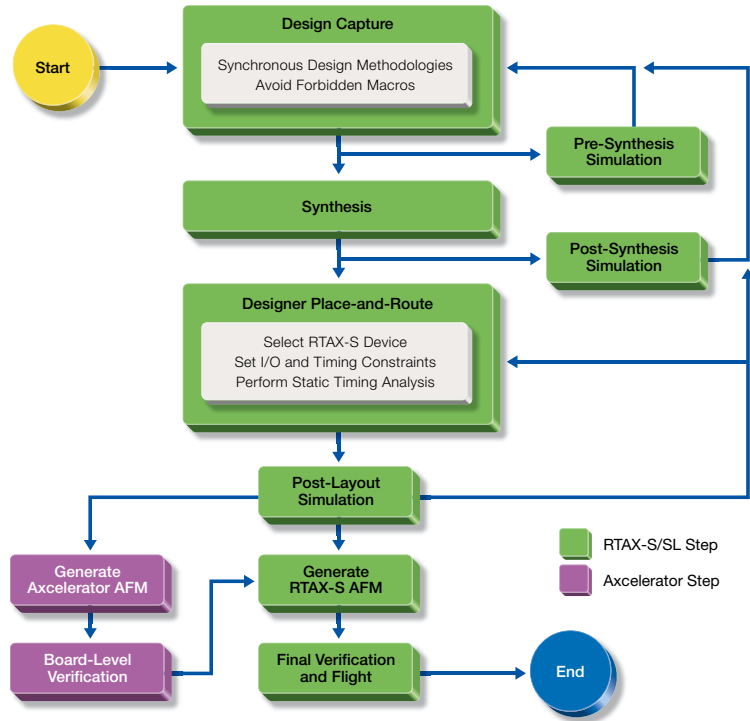 Design Capture
Start
Synchronous Design Methodologies
Avoid Forbidden Macros
Pre-Synthesis
Simulation
Synthesis
Post-Synthesis
Simulation
Designer Place-and-Route
Select RTAX-S Device
Set I/O and Timing Constraints
Perform Static Timing Analysis
Post-Layout
Simulation
RTAX-S/SL Step
Axcelerator Step
Generate
Axcelerator AFM
Generate
RTAX-S AFM
Board-Level
Verification
Final Verification
and Flight
End